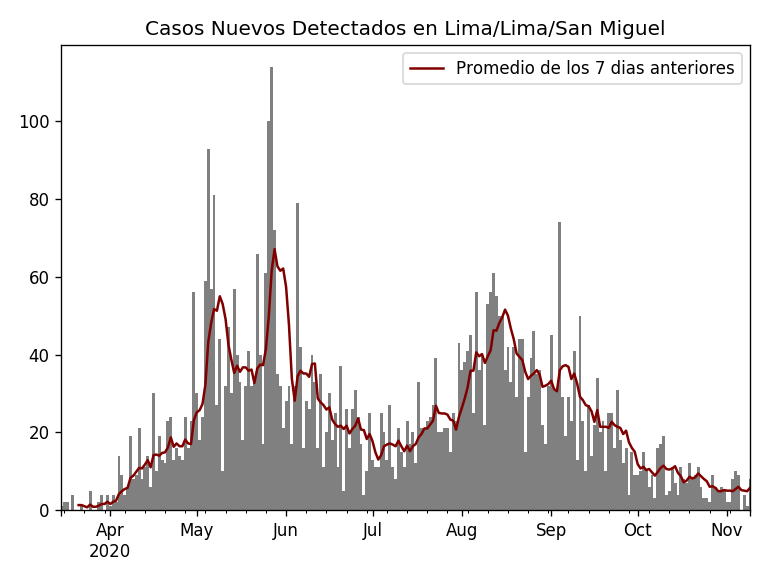 Casos Nuevos Detectados en Lima/Lima/San Miguel
Promedio de los 7 dias anteriores
100
80
60
40
20
0
Apr May Jun Jul Aug Sep Oct Nov
2020